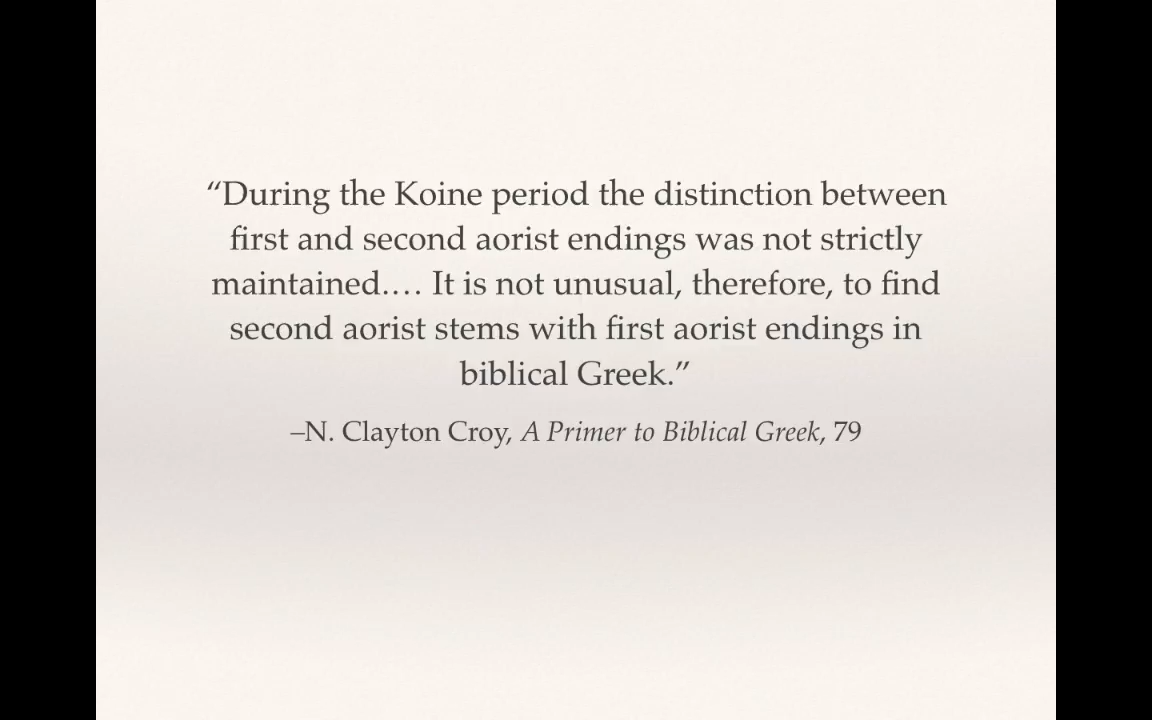 “During the Koine period the distinction between
first and second aorist endings was not strictly
maintained.… It is not unusual, therefore, to find
second aorist stems with first aorist endings in
biblical Greek.”
–N. Clayton Croy, A Primer to Biblical Greek, 79